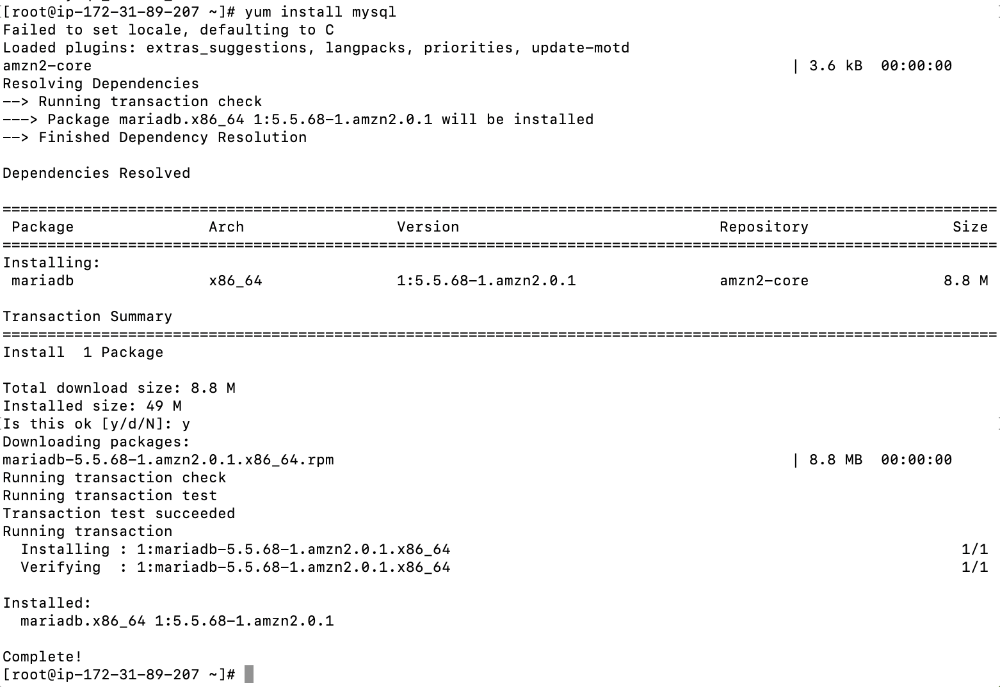 [root@ip-172-31-89-207 ~]# yum install mysql
Failed to set locale, defaulting to C
Loaded plugins: extras_suggestions, langpacks, priorities, update-motd
amzn2-core | 3.6 kB 00:00:00
Resolving Dependencies
--> Running transaction check
---> Package mariadb.x86_64 1:5.5.68-1.amzn2.0.1 will be installed
--> Finished Dependency Resolution
Dependencies Resolved
================================================================================================================
Package Arch Version Repository Size
================================================================================================================
Installing:
mariadb x86_64 1:5.5.68-1.amzn2.0.1 amzn2-core 8.8 M
Transaction Summary
================================================================================================================
Install 1 Package
Total download size: 8.8 M
Installed size: 49 M
Is this ok [y/d/N]: y
Downloading packages:
mariadb-5.5.68-1.amzn2.0.1.x86_64.rpm | 8.8 MB 00:00:00
Running transaction check
Running transaction test
Transaction test succeeded
Running transaction
Installing : 1:mariadb-5.5.68-1.amzn2.0.1.x86_64 1/1
Verifying : 1:mariadb-5.5.68-1.amzn2.0.1.x86_64 1/1
Installed:
mariadb.x86_64 1:5.5.68-1.amzn2.0.1
Complete!
[root@ip-172-31-89-207 ~]#